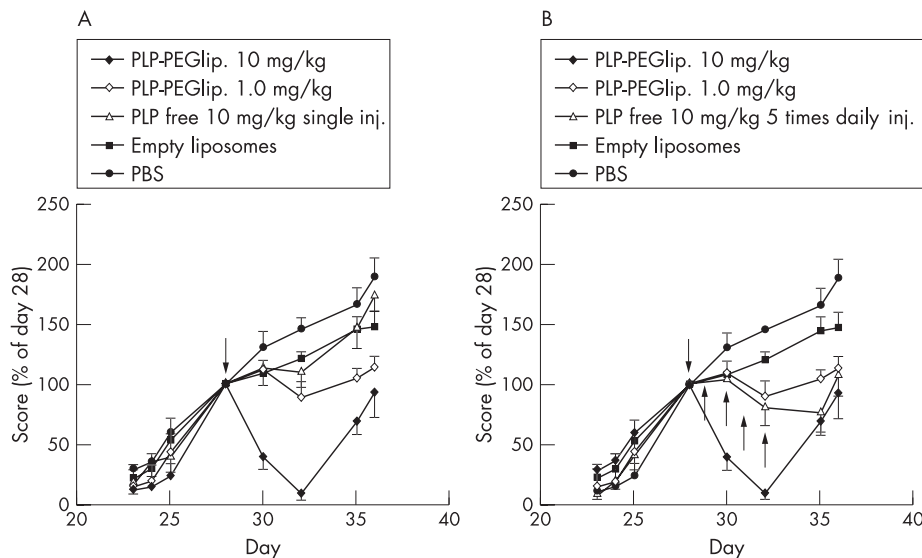 A
PLP-PEGlip. 10 mg/kg
PLP-PEGlip. 1.0 mg/kg
PLP free 10 mg/kg single inj.
Empty liposomes
PBS
250
200
150
100
50
0
20
25
30
35
40
Score (% of day 28)
Day
B
PLP-PEGlip. 10 mg/kg
PLP-PEGlip. 1.0 mg/kg
PLP free 10 mg/kg 5 times daily inj.
Empty liposomes
PBS
250
200
150
100
50
0
20
25
30
35
40
Score (% of day 28)
Day